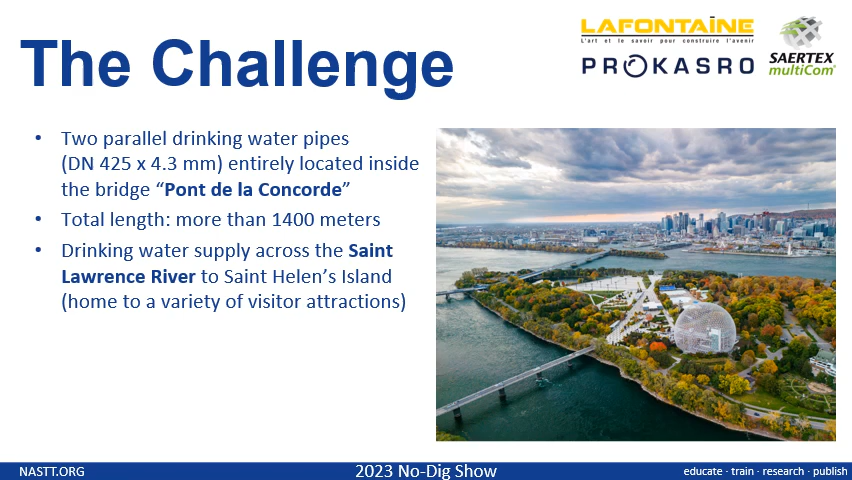 The Challenge
LAFONTAINE
L'art et le savoir pour construire l'avenir
PROKASRO
SAERTEX
multiCom®
• Two parallel drinking water pipes
(DN 425 x 4.3 mm) entirely located inside
the bridge “Pont de la Concorde”
• Total length: more than 1400 meters
• Drinking water supply across the Saint
Lawrence River to Saint Helen’s Island
(home to a variety of visitor attractions)
NASTT.ORG
2023 No-Dig Show
educate · train · research · publish